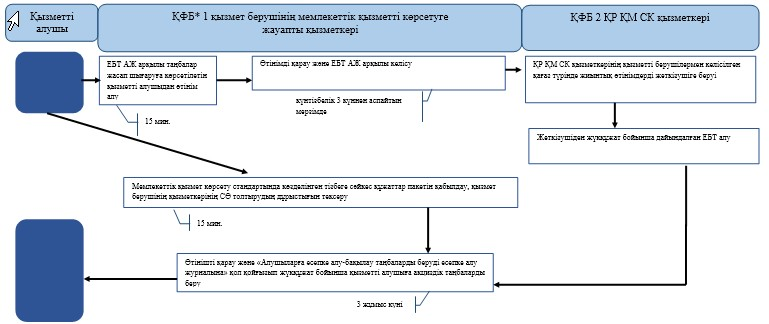 Қызметті
алушы
ҚФБ* 1 қызмет берушінің мемлекеттік қызметті көрсетуге
жауапты қызметкері
ҚФБ 2 ҚР ҚМ СК қызметкері
ЕБТ АЖ арқылы таңбалар
жасап шығаруға көрсетілетін
қызметті алушыдан өтінім
алу
15 мин.
Өтінімді қарау және ЕБТ АЖ арқылы келісу
күнтізбелік 3 күннен аспайтын
мерзімде
ҚР ҚМ СК қызметкерінің қызметті берушілермен келісілген
қағаз түрінде жиынтық өтінімдерді жеткізушіге беруі
Жеткізушіден жүкқұжат бойынша дайындалған ЕБТ алу
Мемлекеттік қызмет көрсету стандартында көзделінген тізбеге сәйкес құжаттар пакетін қабылдау, қызмет
берушінің қызметкерінің СӨ толтырудың дұрыстығын тексеру
15 мин.
Өтінішті қарау және «Алушыларға есепке алу-бақылау таңбаларды беруді есепке алу
журналына» қол қойғызып жүкқұжат бойынша қызметті алушыға акциздік таңбаларды
беру
3 жұмыс күні